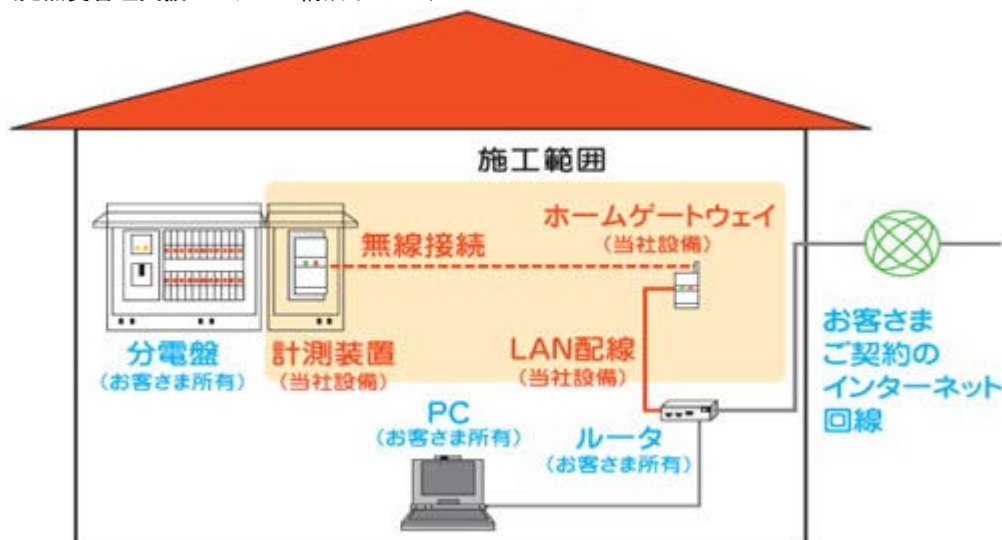 施工範囲
ホームゲートウェイ
(当社設備)
無線接続
分電盤
(お客さま所有)
計測装置
(当社設備)
LAN配線
(当社設備)
お客さま
ご契約の
インターネット
回線
PC
(お客さま所有)
ルータ
(お客さま所有)